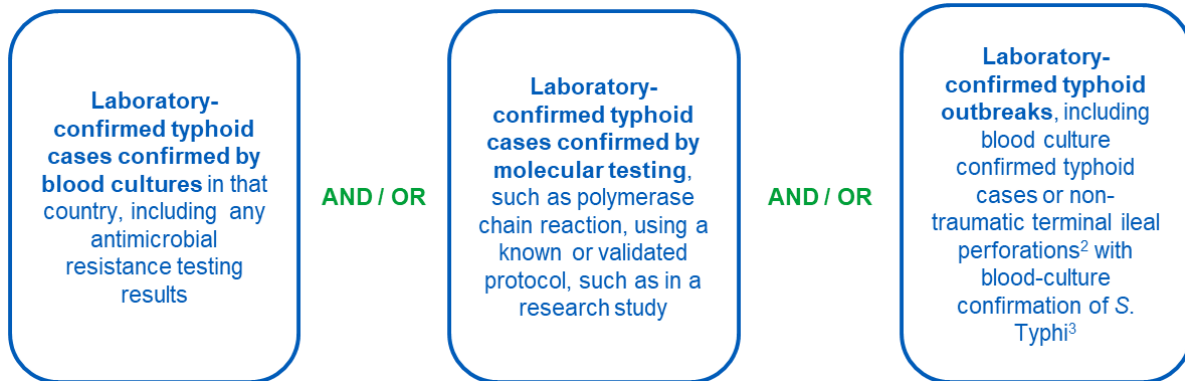 Laboratory-
confirmed typhoid
cases confirmed by
blood cultures in that
country, including any
antimicrobial
resistance testing
results
AND / OR
Laboratory-
confirmed typhoid
cases confirmed by
molecular testing,
such as polymerase
chain reaction, using a
known or validated
protocol, such as in a
research study
AND / OR
Laboratory-
confirmed typhoid
outbreaks, including
blood culture
confirmed typhoid
cases or non-
traumatic terminal ileal
perforations² with
blood-culture
confirmation of S.
Typhi³